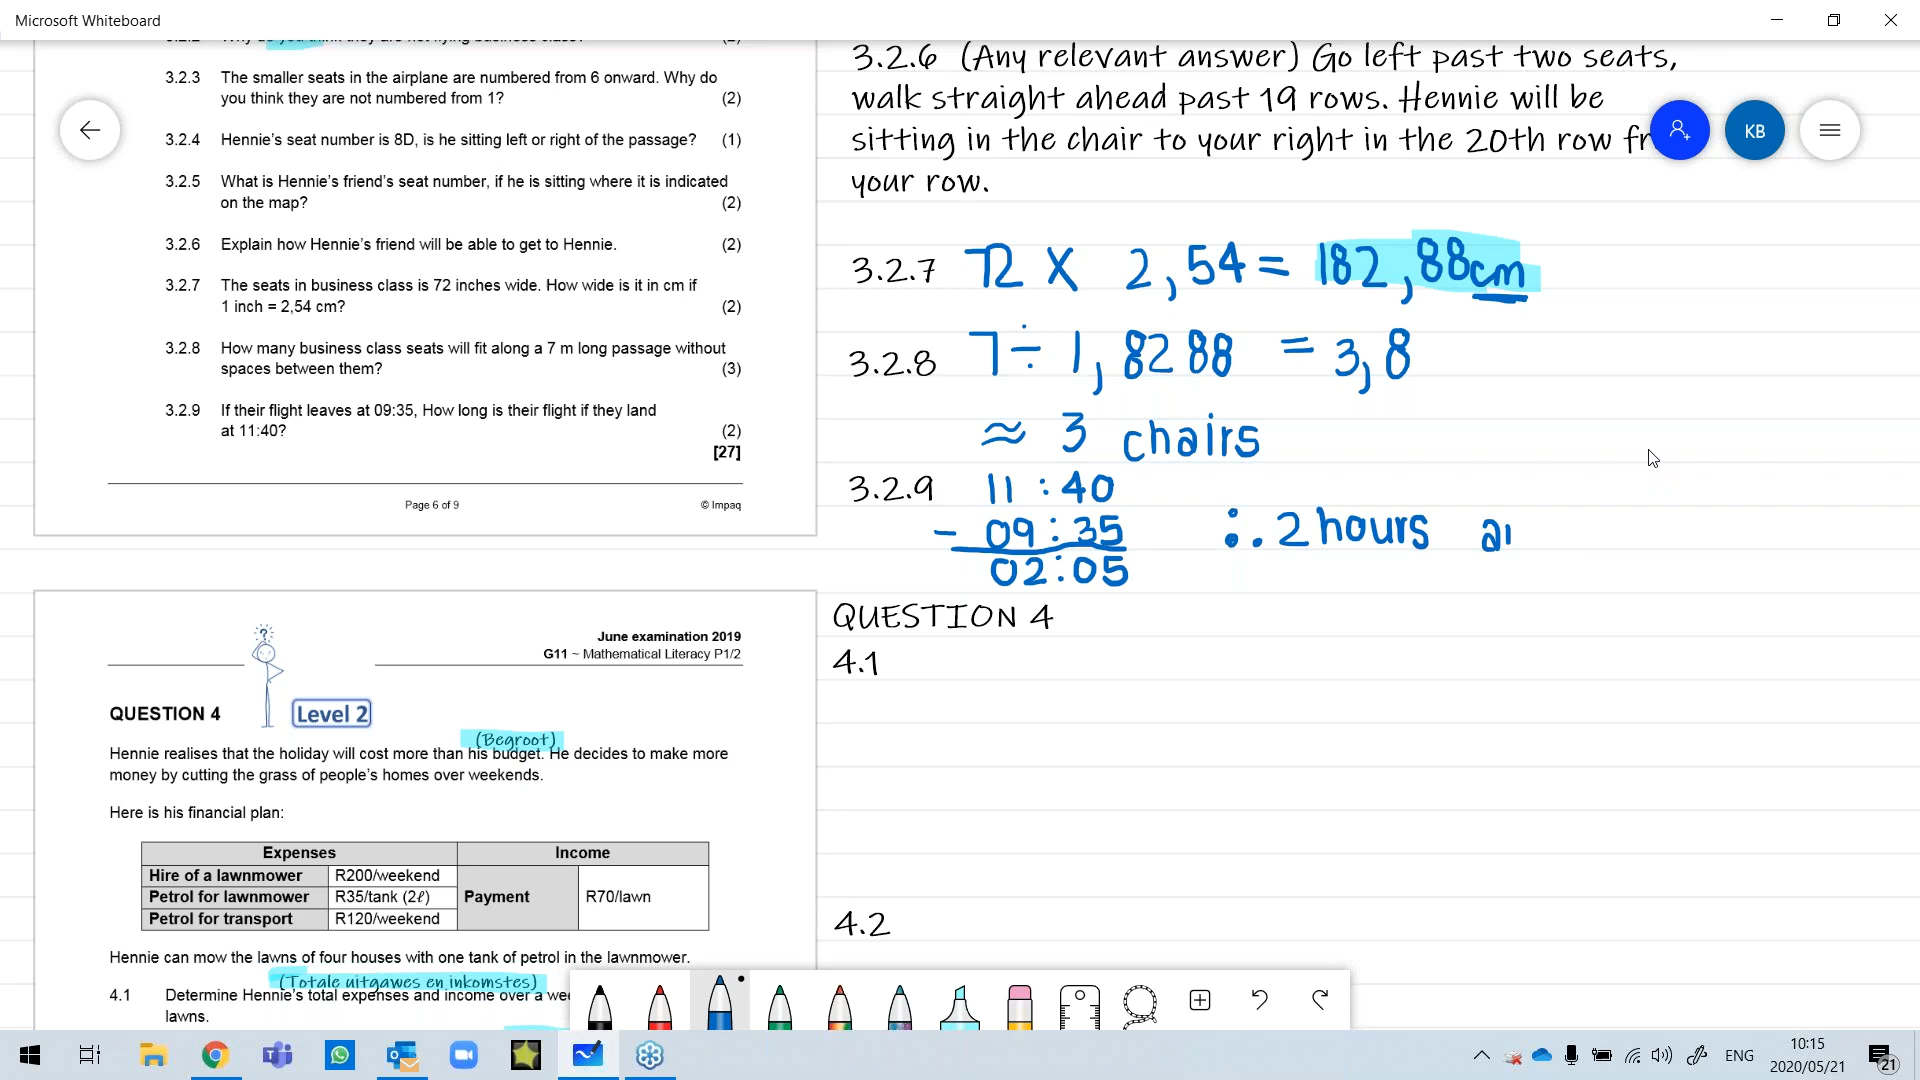 Microsoft Whiteboard
3.2.2 Why do you think they are not flying business class? (2)
3.2.3 The smaller seats in the airplane are numbered from 6 onward. Why do
you think they are not numbered from 1? (2)
3.2.4 Hennie's seat number is 8D, is he sitting left or right of the passage? (1)
3.2.5 What is Hennie's friend's seat number, if he is sitting where it is indicated
on the map? (2)
3.2.6 Explain how Hennie's friend will be able to get to Hennie. (2)
3.2.7 The seats in business class is 72 inches wide. How wide is it in cm if
1 inch = 2,54 cm? (2)
3.2.8 How many business class seats will fit along a 7 m long passage without
spaces between them? (3)
3.2.9 If their flight leaves at 09:35, How long is their flight if they land
at 11:40? (2)
[27]
Page 6 of 9 © Impaq
June examination 2019
G11 ~ Mathematical Literacy P1/2
?
QUESTION 4 Level 2
(Begroot)
Hennie realises that the holiday will cost more than his budget. He decides to make more
money by cutting the grass of people's homes over weekends.
Here is his financial plan:
Expenses Income
Hire of a lawnmower R200/weekend
Petrol for lawnmower R35/tank (2ℓ) Payment R70/lawn
Petrol for transport R120/weekend
Hennie can mow the lawns of four houses with one tank of petrol in the lawnmower.
(Totale uitgawes en inkomstes)
4.1 Determine Hennie's total expenses and income over a
lawns.
3.2.6 (Any relevant answer) Go left past two seats,
walk straight ahead past 19 rows. Hennie will be
sitting in the chair to your right in the 20th row
your row.
KB
3.2.7 72 X 2,54 = 182,88cm
3.2.8 7 ÷ 1,8288 = 3,8
≈ 3 chairs
3.2.9 11:40
- 09:35 ∴ 2 hours
02:05
QUESTION 4
4.1
4.2
ENG
10:15
2020/05/21
21